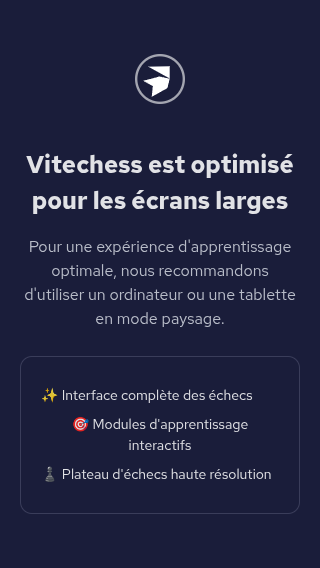 Vitechess est optimisé
pour les écrans larges
Pour une expérience d'apprentissage
optimale, nous recommandons
d'utiliser un ordinateur ou une tablette
en mode paysage.
✨ Interface complète des échecs
🎯 Modules d'apprentissage
interactifs
♟️ Plateau d'échecs haute résolution